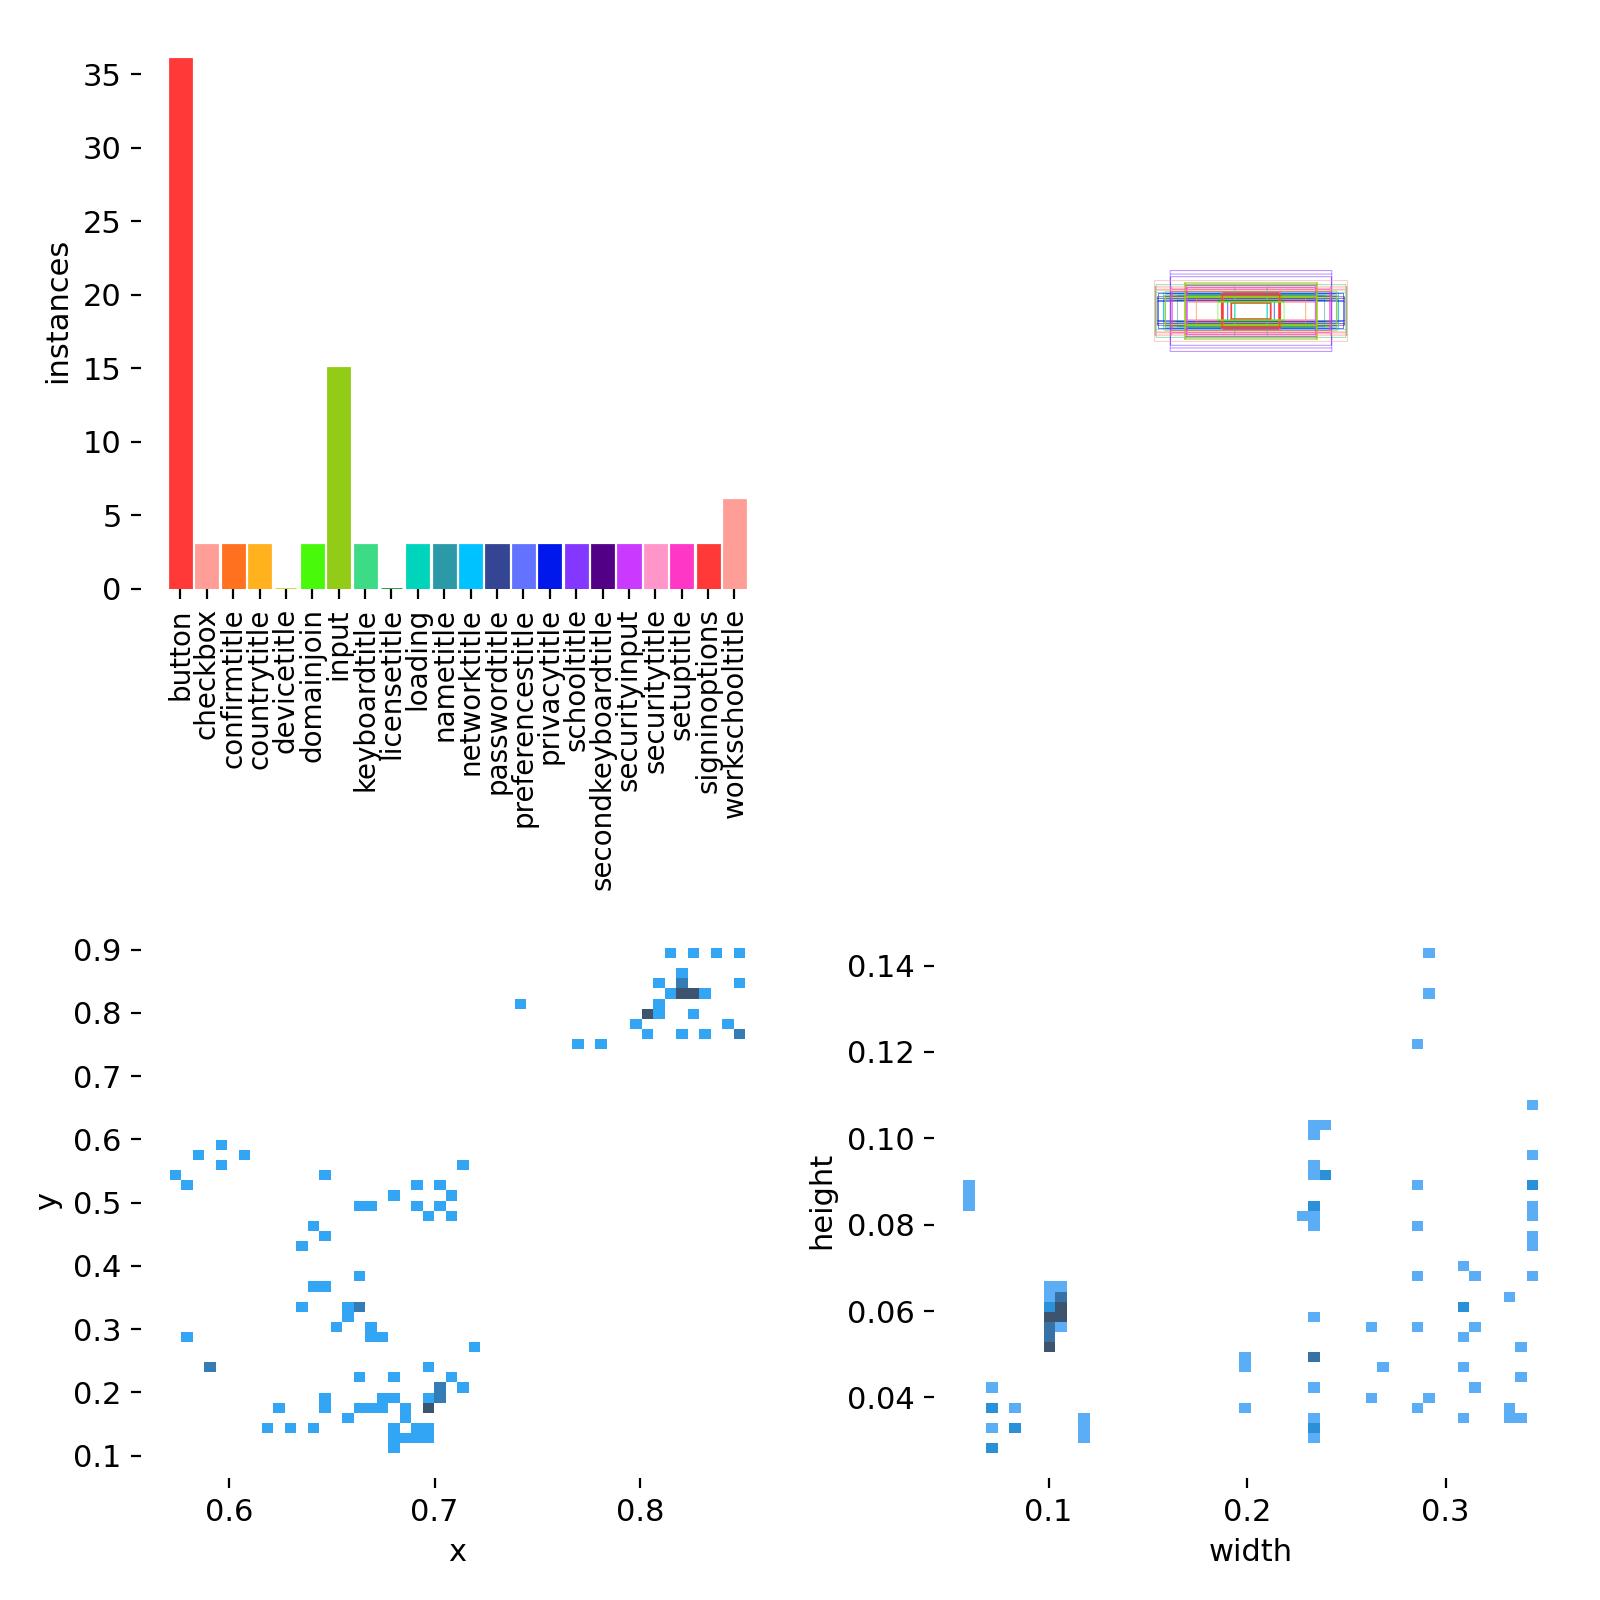 35
30
25
20
15
10
5
0
instances
button
checkbox
confirmtitle
countrytitle
devicetitle
domainjoin
input
keyboardtitle
licensetitle
loading
nametitle
networktitle
passwordtitle
preferencestitle
privacytitle
schooltitle
secondkeyboardtitle
securityinput
securitytitle
setuptitle
signinoptions
workschooltitle
0.9
0.8
0.7
0.6
0.5
0.4
0.3
0.2
0.1
y
0.6 0.7 0.8
x
0.14
0.12
0.10
0.08
0.06
0.04
height
0.1 0.2 0.3
width